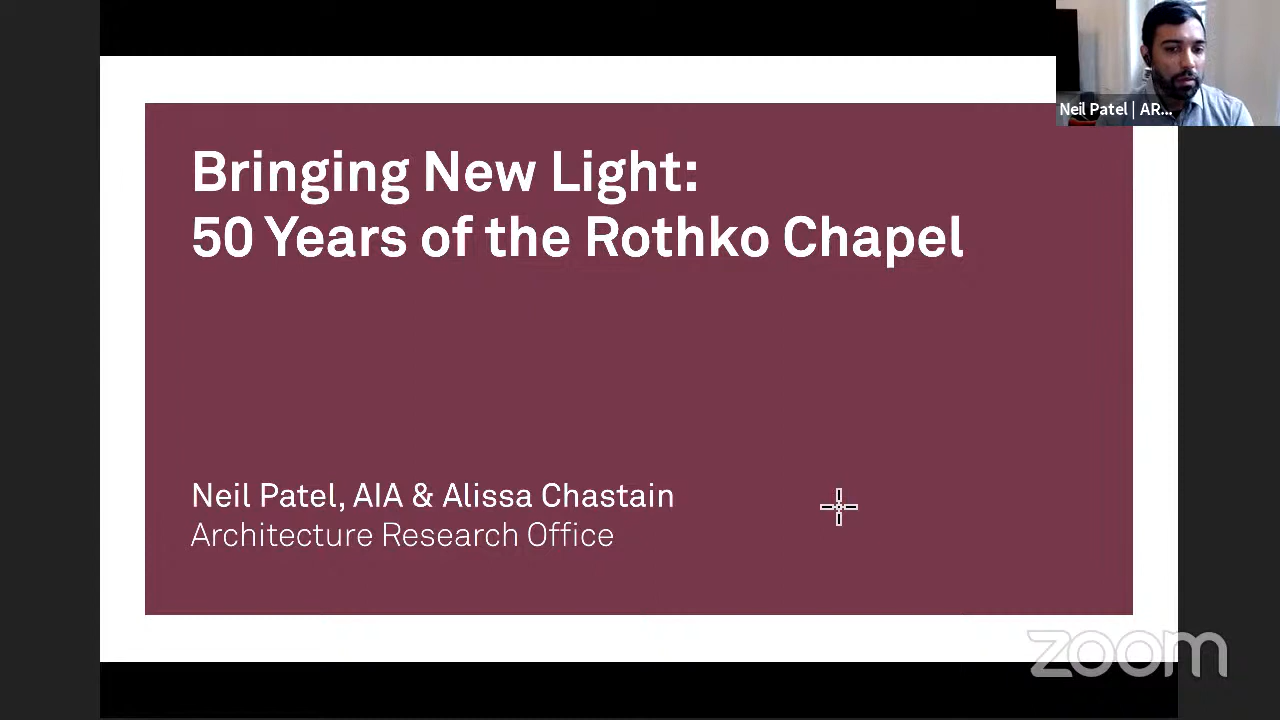 Neil Patel | AR...
Bringing New Light:
50 Years of the Rothko Chapel
Neil Patel, AIA & Alissa Chastain
Architecture Research Office
zoom